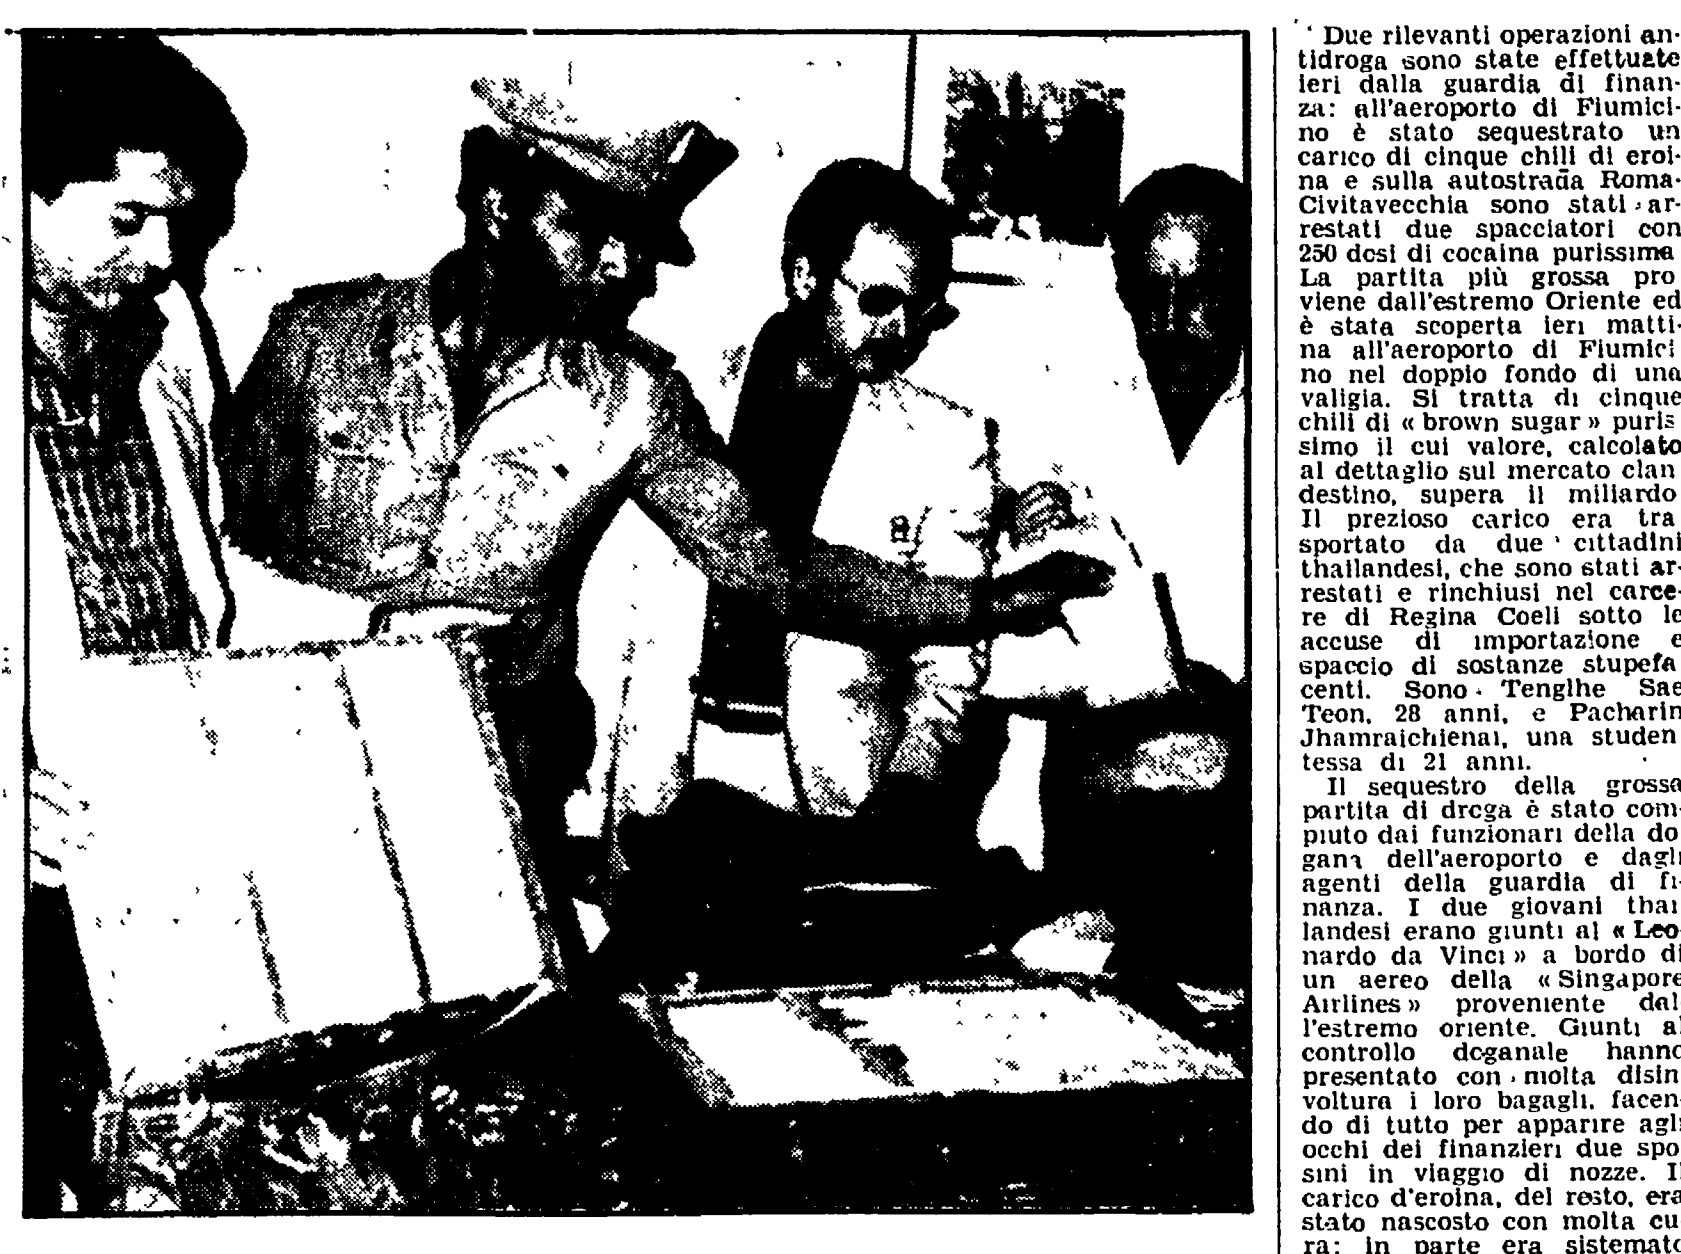 Due rilevanti operazioni an-
tidroga sono state effettuate
ieri dalla guardia di finan-
za: all'aeroporto di Fiumici-
no è stato sequestrato un
carico di cinque chili di eroi-
na e sulla autostrada Roma-
Civitavecchia sono stati ar-
restati due spacciatori con
250 dosi di cocaina purissima
La partita più grossa pro
viene dall'estremo Oriente ed
è stata scoperta ieri matti-
na all'aeroporto di Fiumici
no nel doppio fondo di una
valigia. Si tratta di cinque
chili di « brown sugar » puris
simo il cui valore, calcolato
al dettaglio sul mercato clan
destino, supera il miliardo
Il prezioso carico era tra
sportato da due cittadini
thailandesi, che sono stati ar-
restati e rinchiusi nel carce-
re di Regina Coeli sotto le
accuse di importazione e
spaccio di sostanze stupefa
centi. Sono Tenglhe Sae
Teon, 28 anni, e Pacharin
Jhamraichienai, una studen
tessa di 21 anni.
Il sequestro della grossa
partita di droga è stato com-
piuto dai funzionari della do
gana dell'aeroporto e dagli
agenti della guardia di fi-
nanza. I due giovani thai
landesi erano giunti al « Leo-
nardo da Vinci » a bordo di
un aereo della « Singapore
Airlines » proveniente dal
l'estremo oriente. Giunti al
controllo doganale hanno
presentato con molta disin
voltura i loro bagagli, facen-
do di tutto per apparire agli
occhi dei finanzieri due spo
sini in viaggio di nozze. Il
carico d'eroina, del resto, era
stato nascosto con molta cu-
ra: in parte era sistemato